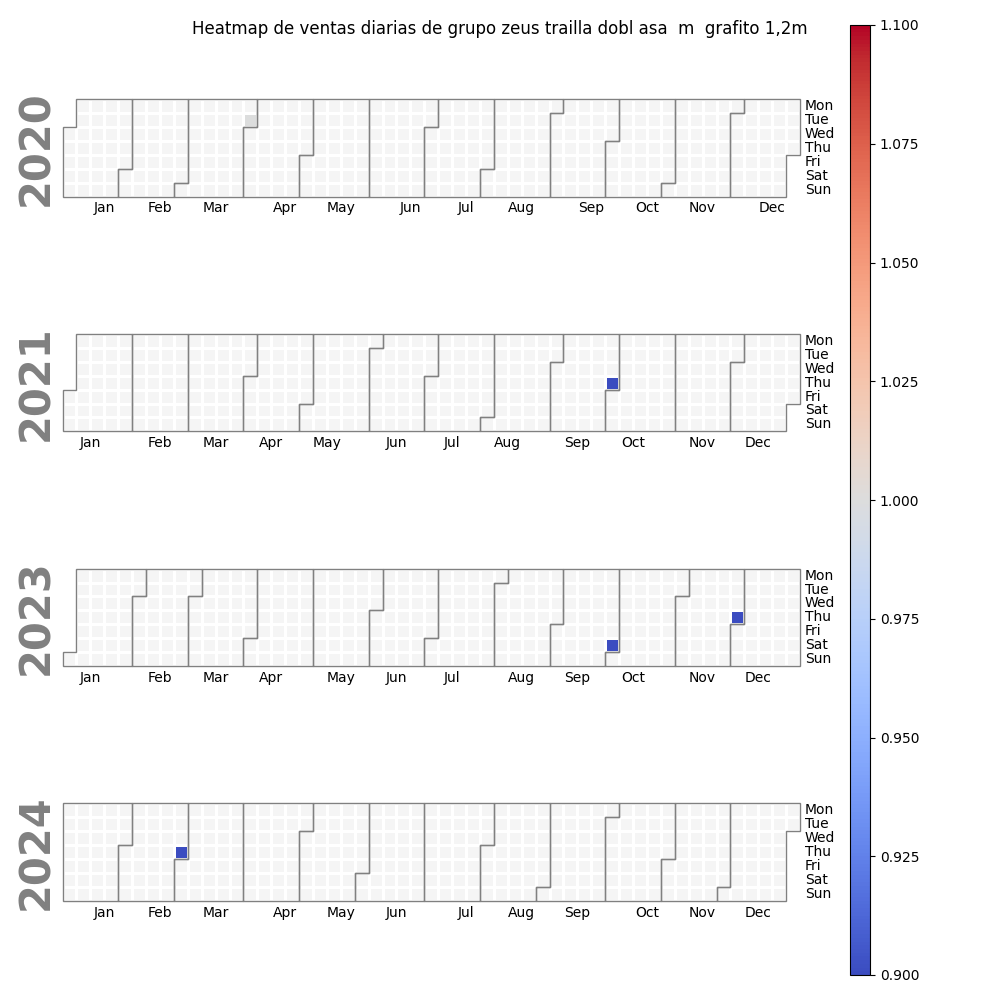 Heatmap de ventas diarias de grupo zeus trailla dobl asa  m  grafito 1,2m
2020
Mon
Tue
Wed
Thu
Fri
Sat
Sun
Jan Feb Mar Apr May Jun Jul Aug Sep Oct Nov Dec
2021
Mon
Tue
Wed
Thu
Fri
Sat
Sun
Jan Feb Mar Apr May Jun Jul Aug Sep Oct Nov Dec
2023
Mon
Tue
Wed
Thu
Fri
Sat
Sun
Jan Feb Mar Apr May Jun Jul Aug Sep Oct Nov Dec
2024
Mon
Tue
Wed
Thu
Fri
Sat
Sun
Jan Feb Mar Apr May Jun Jul Aug Sep Oct Nov Dec
1.100
1.075
1.050
1.025
1.000
0.975
0.950
0.925
0.900